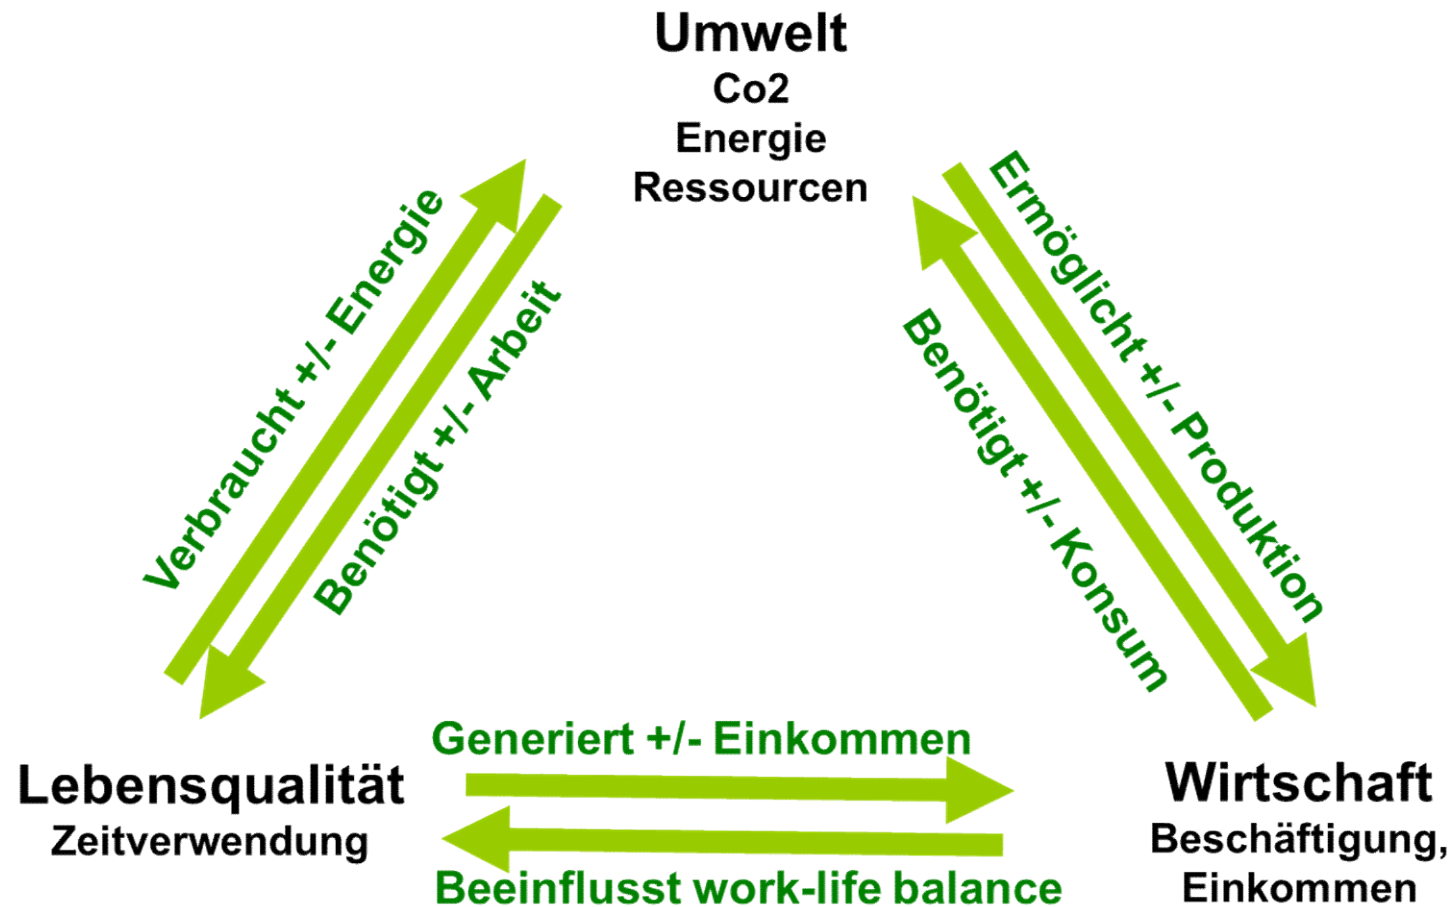 Umwelt
Co2
Energie
Ressourcen
Verbraucht +/- Energie
Benötigt +/- Arbeit
Ermöglicht +/- Produktion
Benötigt +/- Konsum
Generiert +/- Einkommen
Lebensqualität
Zeitverwendung
Wirtschaft
Beschäftigung,
Einkommen
Beeinflusst work-life balance